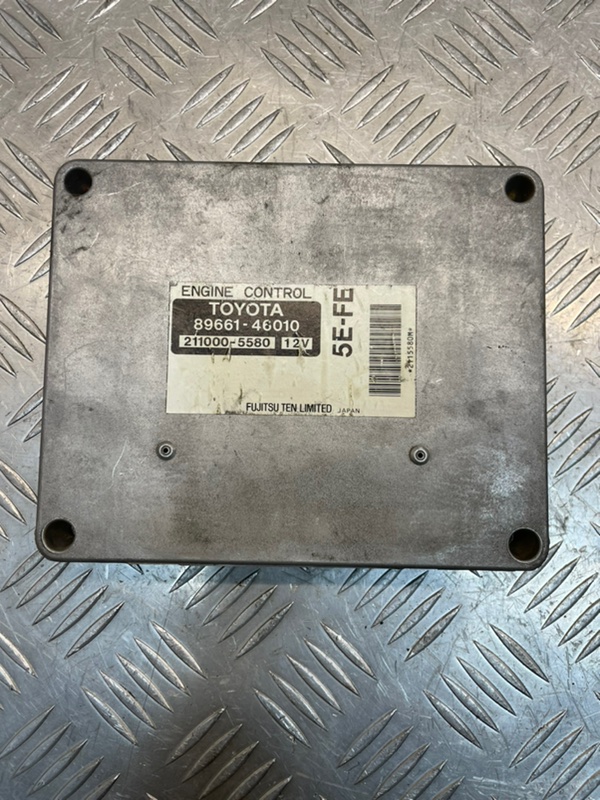 ENGINE CONTROL
TOYOTA
89661-46010
211000-5580 12V
5E-FE
FUJITSU TEN LIMITED JAPAN